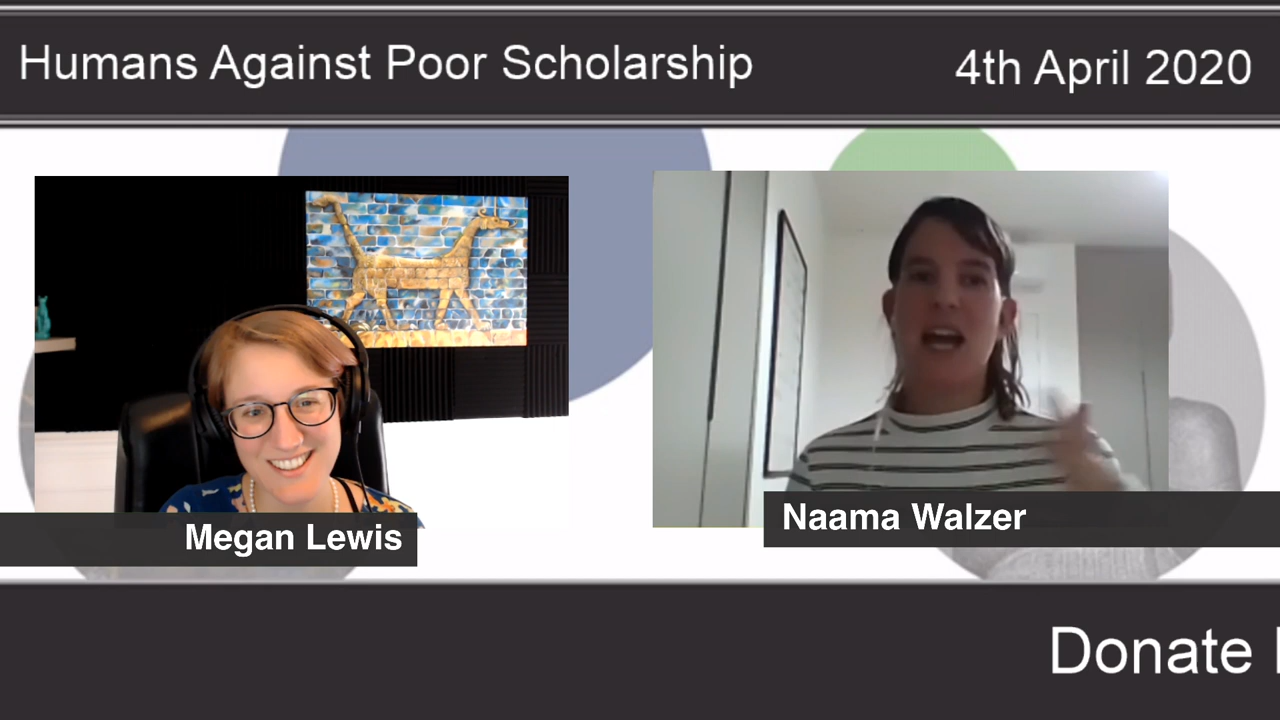 Humans Against Poor Scholarship
4th April 2020
Megan Lewis
Naama Walzer
Donate